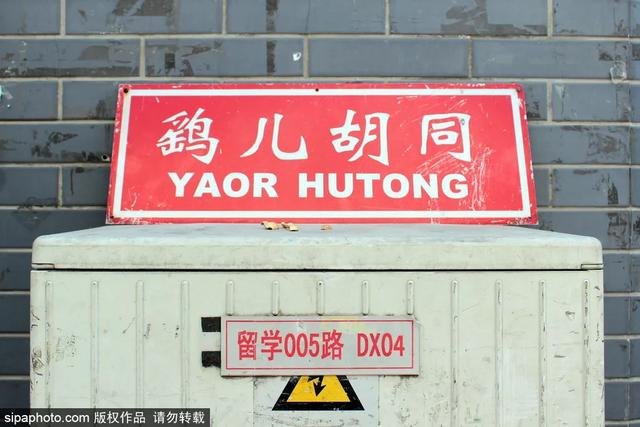 鹞儿胡同
YAOR HUTONG
留学005路 DX04
www.sipaphoto.com 版权作品 请勿转载